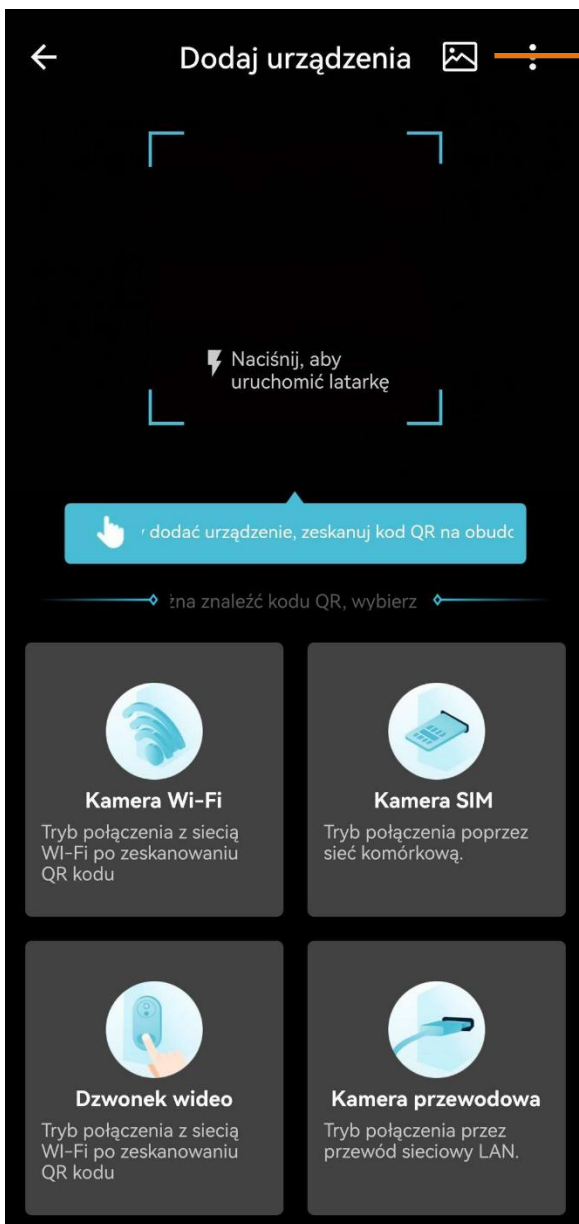 Dodaj urządzenia
Naciśnij, aby
uruchomić latarkę
dodać urządzenie, zeskanuj kod QR na
znaleźć kodu QR, wybierz
Kamera Wi-Fi
Tryb połączenia z siecią
WI-Fi po zeskanowaniu
QR kodu
Kamera SIM
Tryb połączenia poprzez
sieć komórkową.
Dzwonek wideo
Tryb połączenia z siecią
WI-Fi po zeskanowaniu
QR kodu
Kamera przewodowa
Tryb połączenia przez
przewód sieciowy LAN.